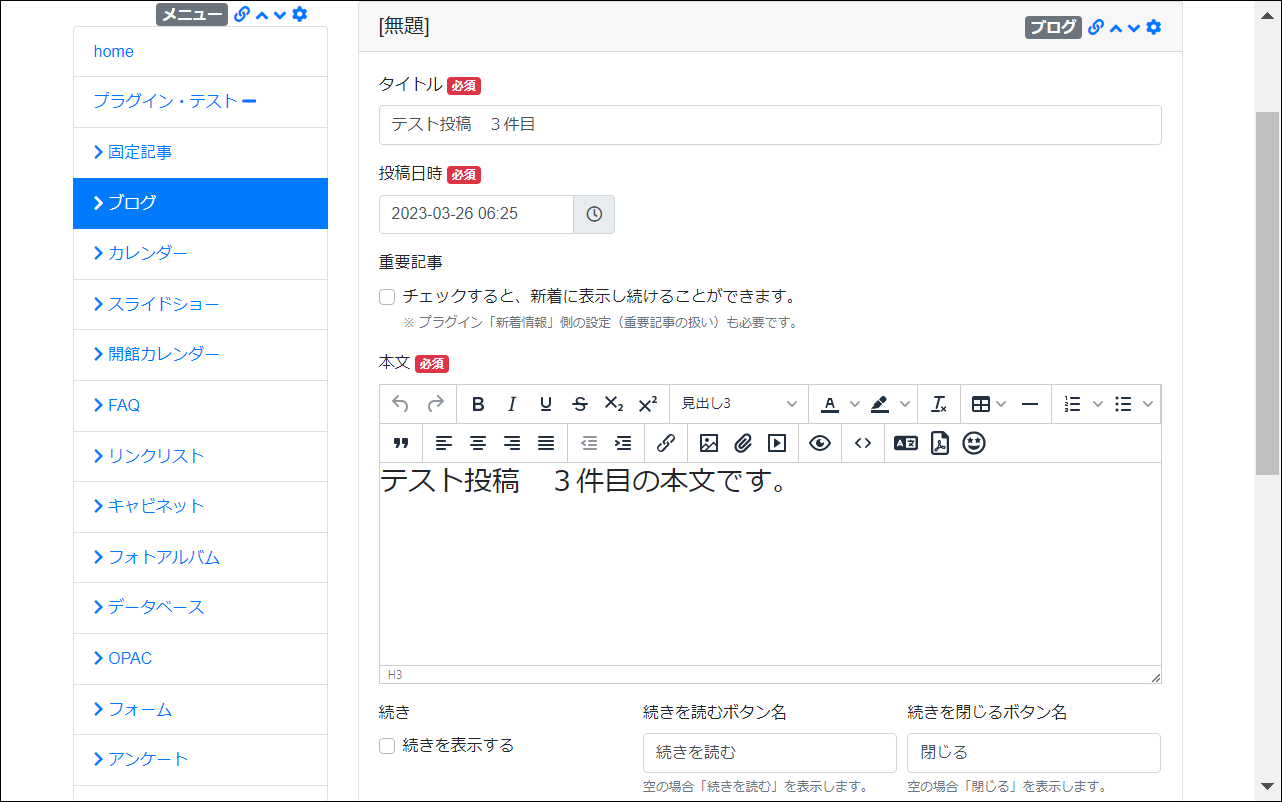 メニュー
home
プラグイン・テスト
固定記事
ブログ
カレンダー
スライドショー
開館カレンダー
FAQ
リンクリスト
キャビネット
フォトアルバム
データベース
OPAC
フォーム
アンケート
[無題]
ブログ
タイトル 必須
テスト投稿　３件目
投稿日時 必須
2023-03-26 06:25
重要記事
チェックすると、新着に表示し続けることができます。
※ プラグイン「新着情報」側の設定（重要記事の扱い）も必要です。
本文 必須
見出し3
テスト投稿　３件目の本文です。
H3
続き
続きを表示する
続きを読むボタン名
続きを読む
空の場合「続きを読む」を表示します。
続きを閉じるボタン名
閉じる
空の場合「閉じる」を表示します。